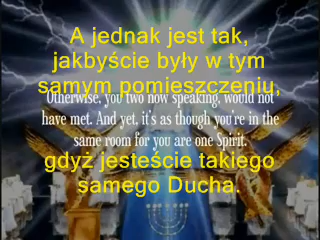 A jednak jest tak,
jakbyście były w tym
samym pomieszczeniu,
Otherwise, you two now speaking, would not
have met. And yet, it's as though you're in the
same room for you are one Spirit.
gdyż jesteście takiego
samego Ducha.